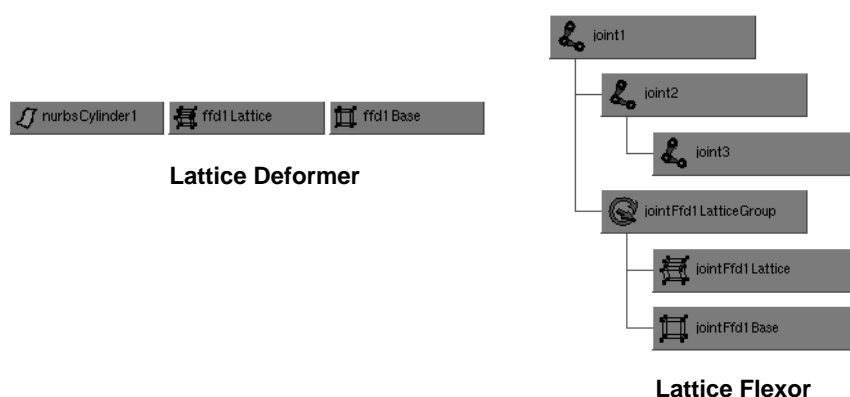 nurbsCylinder1
ffd1Lattice
ffd1Base
Lattice Deformer
joint1
joint2
joint3
jointFfd1LatticeGroup
jointFfd1Lattice
jointFfd1Base
Lattice Flexor